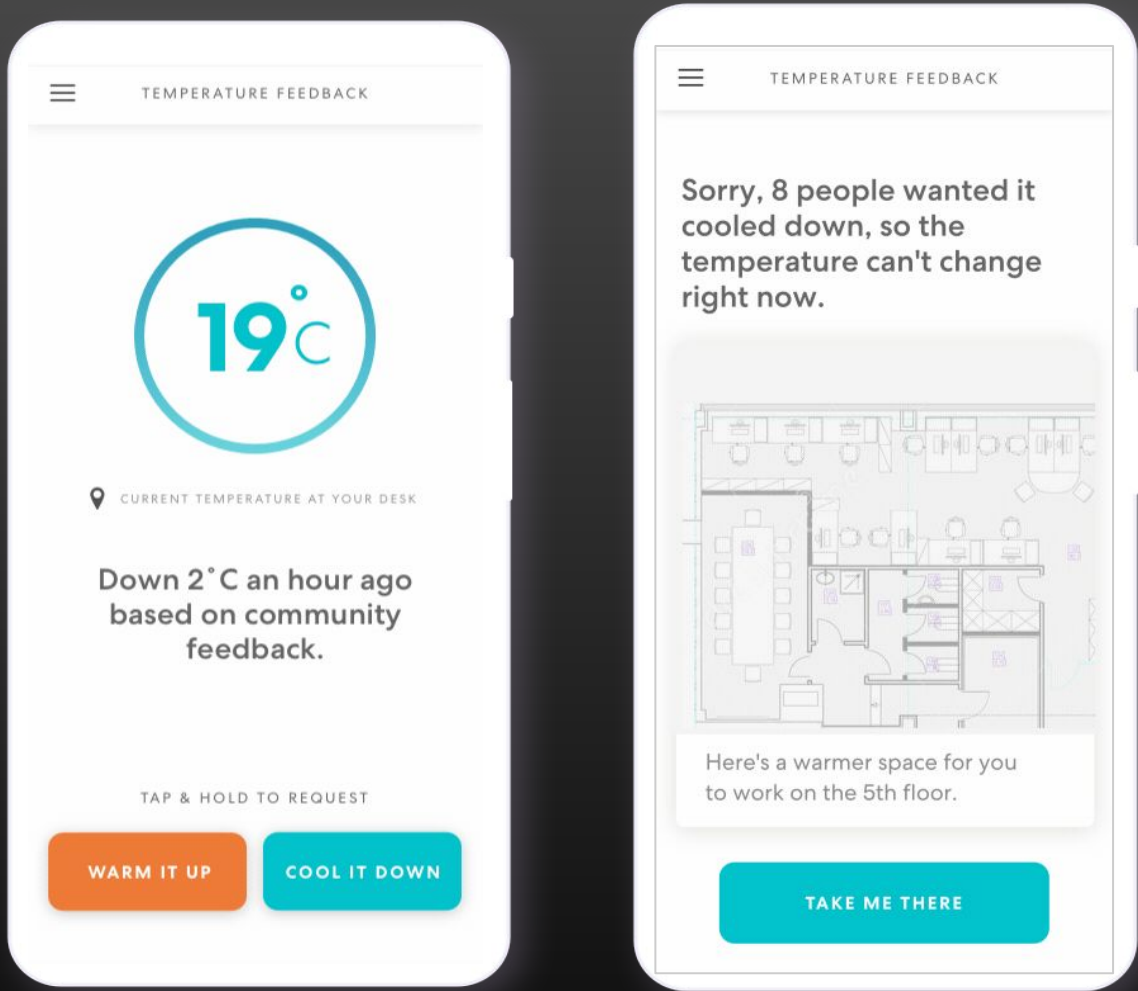 TEMPERATURE FEEDBACK
19°C
CURRENT TEMPERATURE AT YOUR DESK
Down 2°C an hour ago
based on community
feedback.
TAP & HOLD TO REQUEST
WARM IT UP
COOL IT DOWN
TEMPERATURE FEEDBACK
Sorry, 8 people wanted it
cooled down, so the
temperature can't change
right now.
Here's a warmer space for you
to work on the 5th floor.
TAKE ME THERE